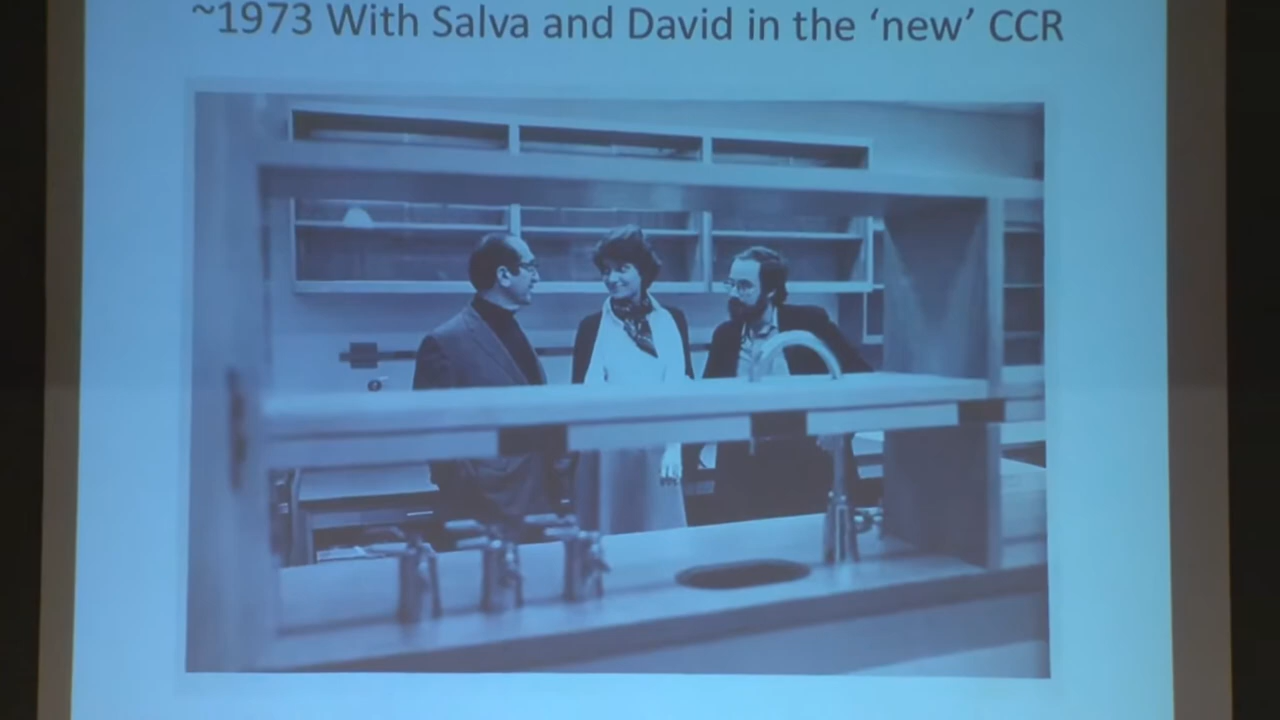 ~1973 With Salva and David in the ‘new’ CCR